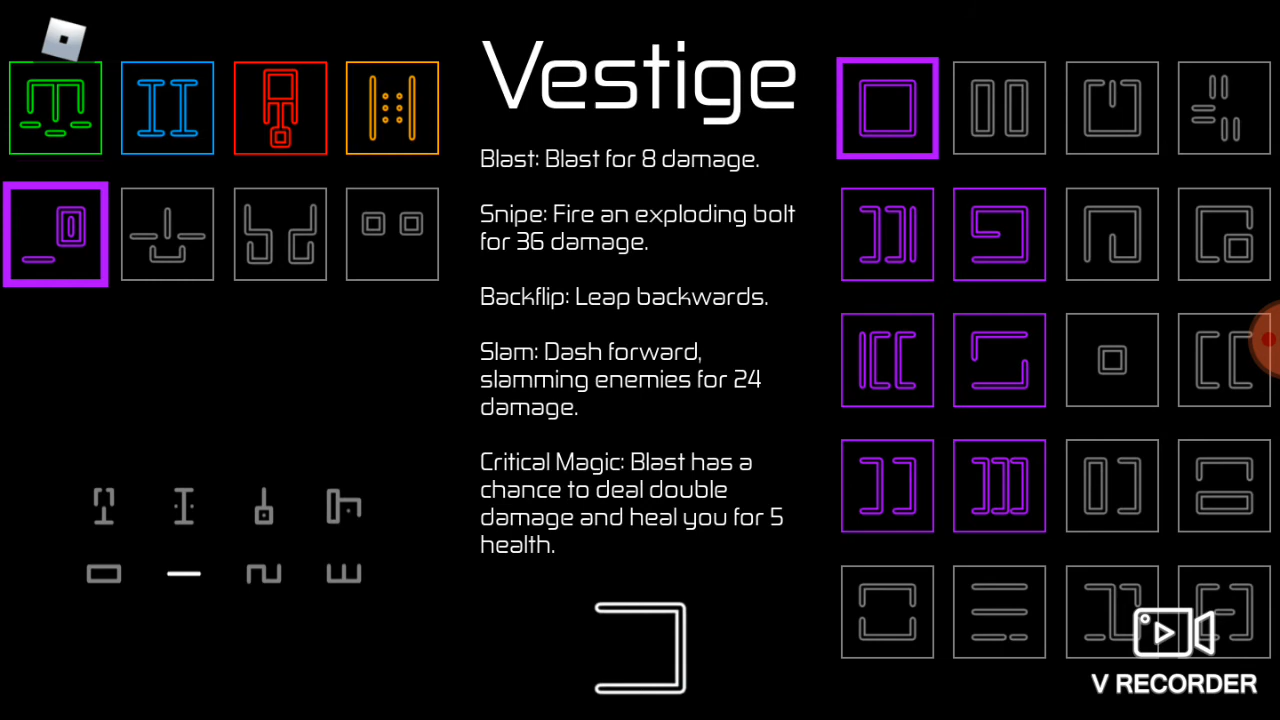 Vestige
Blast: Blast for 8 damage.
Snipe: Fire an exploding bolt
for 36 damage.
Backflip: Leap backwards.
Slam: Dash forward,
slamming enemies for 24
damage.
Critical Magic: Blast has a
chance to deal double
damage and heal you for 5
health.
V RECORDER